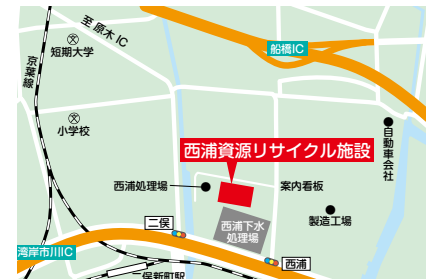 至原木IC
船橋IC
短期大学
京葉線
小学校
自動車会社
西浦資源リサイクル施設
西浦処理場
案内看板
製造工場
西浦下水
処理場
二俣
西浦
湾岸市川IC
二俣新町駅